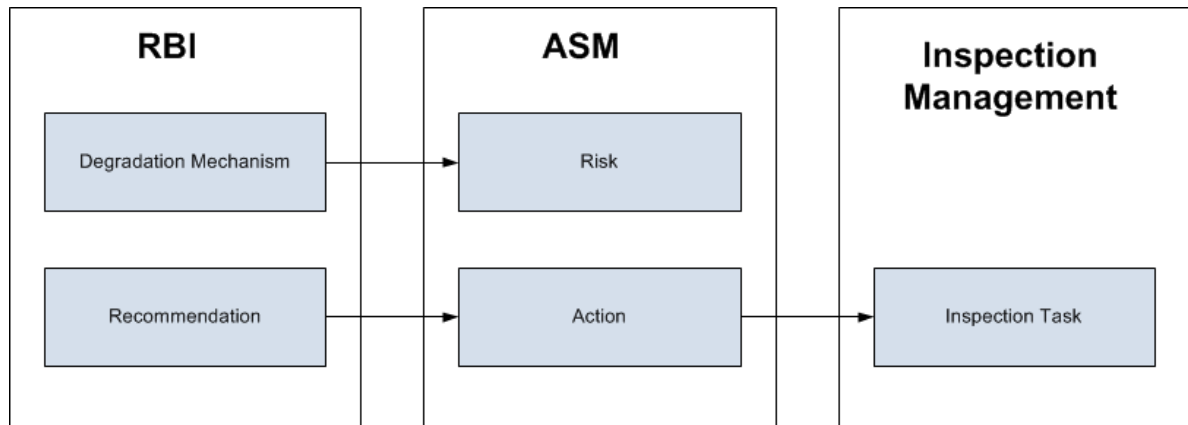 RBI
ASM
Inspection
Management
Degradation Mechanism
Risk
Recommendation
Action
Inspection Task